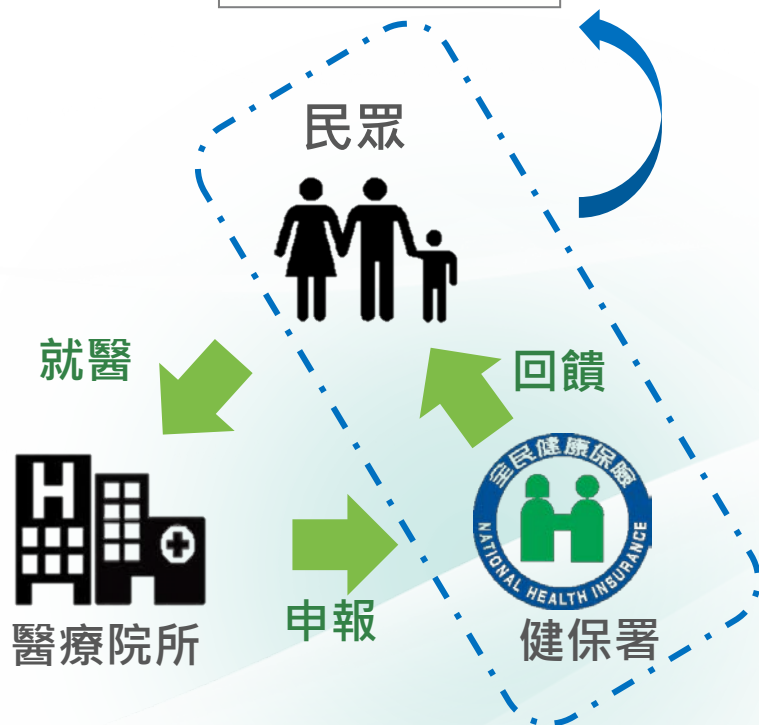 民眾
就醫
回饋
全民健康保險
NATIONAL HEALTH INSURANCE
申報
醫療院所
健保署